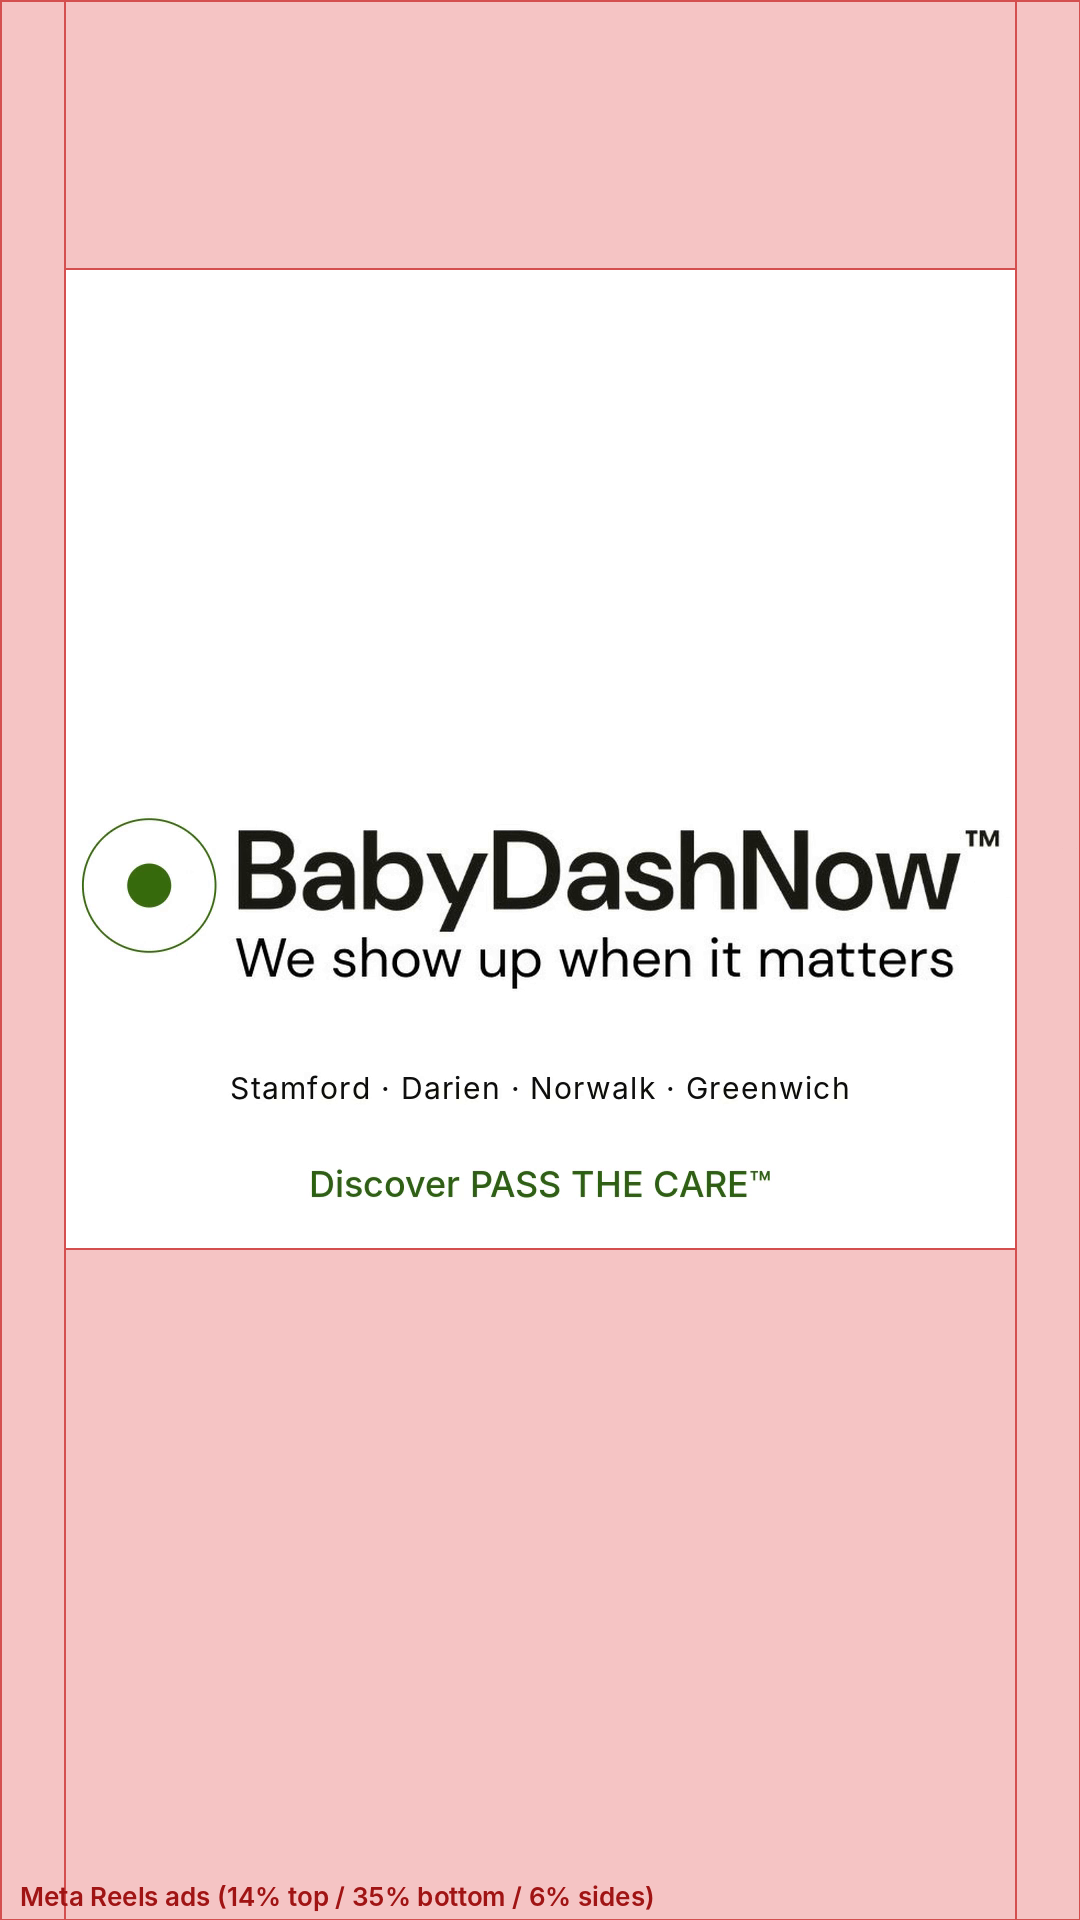 BabyDashNow™
We show up when it matters
Stamford · Darien · Norwalk · Greenwich
Discover PASS THE CARE™
Meta Reels ads (14% top / 35% bottom / 6% sides)